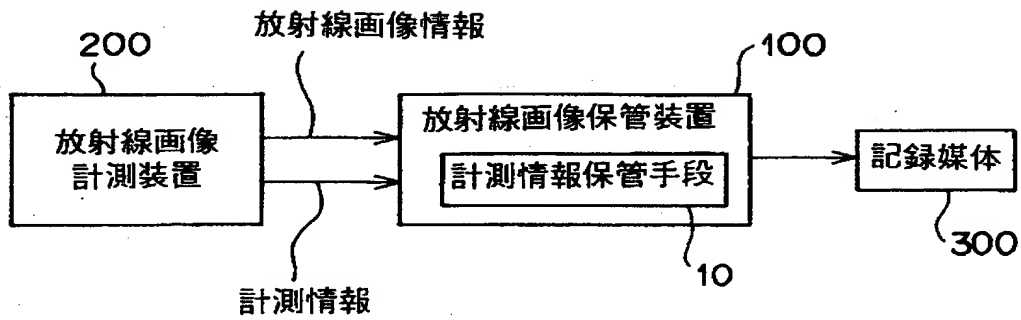 放射線画像情報
200
100
放射線画像
計測装置
放射線画像保管装置
計測情報保管手段
記録媒体
300
10
計測情報